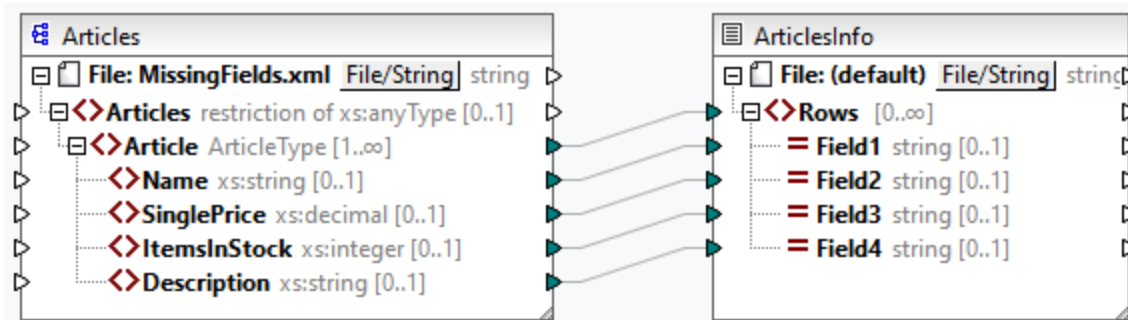 Articles
File: MissingFields.xml File/String string
Articles restriction of xs:anyType [0..1]
Article ArticleType [1..∞]
Name xs:string [0..1]
SinglePrice xs:decimal [0..1]
ItemsInStock xs:integer [0..1]
Description xs:string [0..1]
ArticlesInfo
File: (default) File/String string
Rows [0..∞]
Field1 string [0..1]
Field2 string [0..1]
Field3 string [0..1]
Field4 string [0..1]